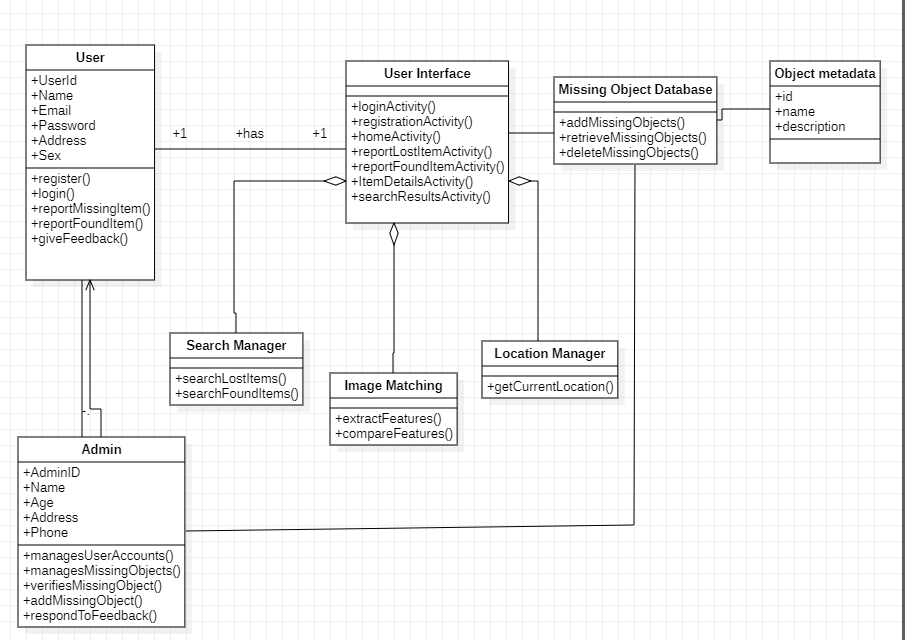 User
+UserId
+Name
+Email
+Password
+Address
+Sex
+register()
+login()
+reportMissingItem()
+reportFoundItem()
+giveFeedback()
+1
+has
+1
User Interface
+loginActivity()
+registrationActivity()
+homeActivity()
+reportLostItemActivity()
+reportFoundItemActivity()
+ItemDetailsActivity()
+searchResultsActivity()
Missing Object Database
+addMissingObjects()
+retrieveMissingObjects()
+deleteMissingObjects()
Object metadata
+id
+name
+description
Search Manager
+searchLostItems()
+searchFoundItems()
Image Matching
+extractFeatures()
+compareFeatures()
Location Manager
+getCurrentLocation()
Admin
+AdminID
+Name
+Age
+Address
+Phone
+managesUserAccounts()
+managesMissingObjects()
+verifiesMissingObject()
+addMissingObject()
+respondToFeedback()